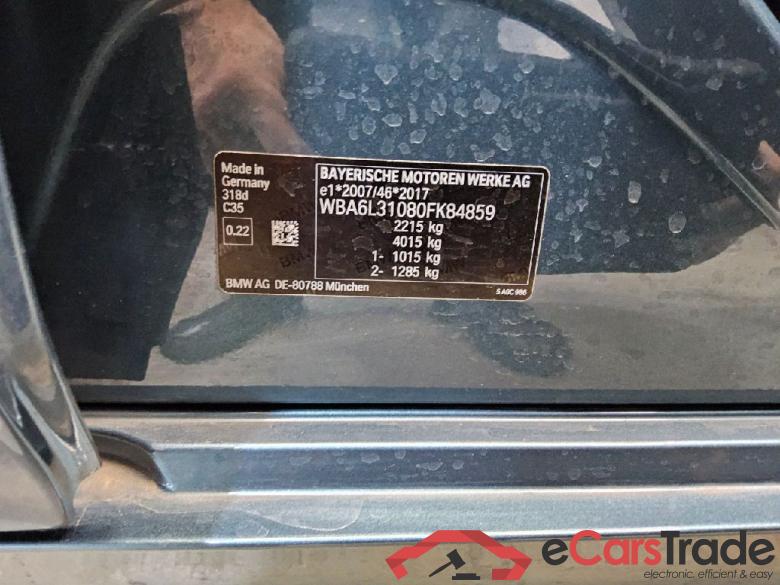 Made in
Germany
318d
C35
0.22
BAYERISCHE MOTOREN WERKE AG
e1*2007/46*2017
WBA6L31080FK84859
2215 kg
4015 kg
1- 1015 kg
2- 1285 kg
BMW AG DE-80788 München
eCarsTrade
electronic. efficient & easy